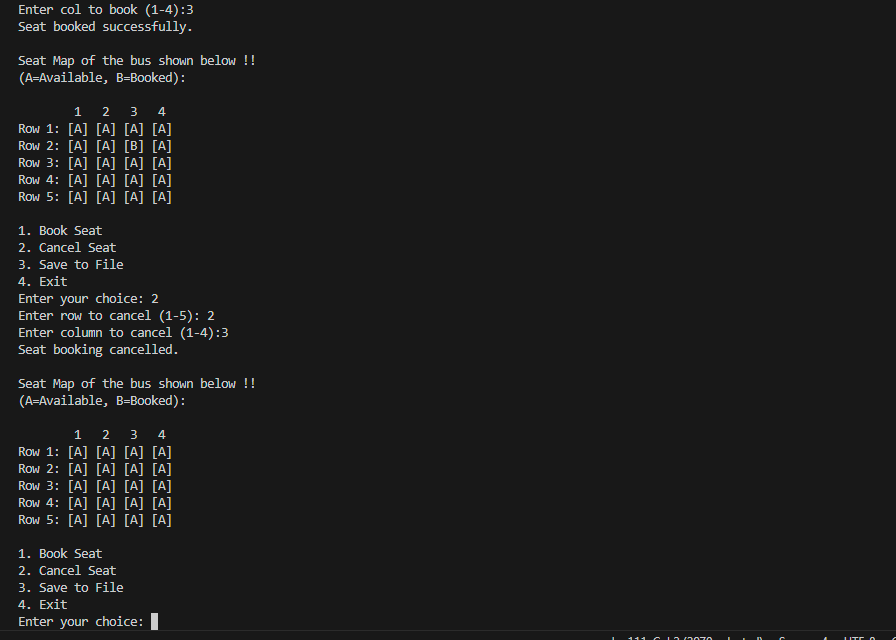 Enter col to book (1-4):3
Seat booked successfully.
Seat Map of the bus shown below !!
(A=Available, B=Booked):
1 2 3 4
Row 1: [A] [A] [A] [A]
Row 2: [A] [A] [B] [A]
Row 3: [A] [A] [A] [A]
Row 4: [A] [A] [A] [A]
Row 5: [A] [A] [A] [A]
1. Book Seat
2. Cancel Seat
3. Save to File
4. Exit
Enter your choice: 2
Enter row to cancel (1-5): 2
Enter column to cancel (1-4):3
Seat booking cancelled.
Seat Map of the bus shown below !!
(A=Available, B=Booked):
1 2 3 4
Row 1: [A] [A] [A] [A]
Row 2: [A] [A] [A] [A]
Row 3: [A] [A] [A] [A]
Row 4: [A] [A] [A] [A]
Row 5: [A] [A] [A] [A]
1. Book Seat
2. Cancel Seat
3. Save to File
4. Exit
Enter your choice: